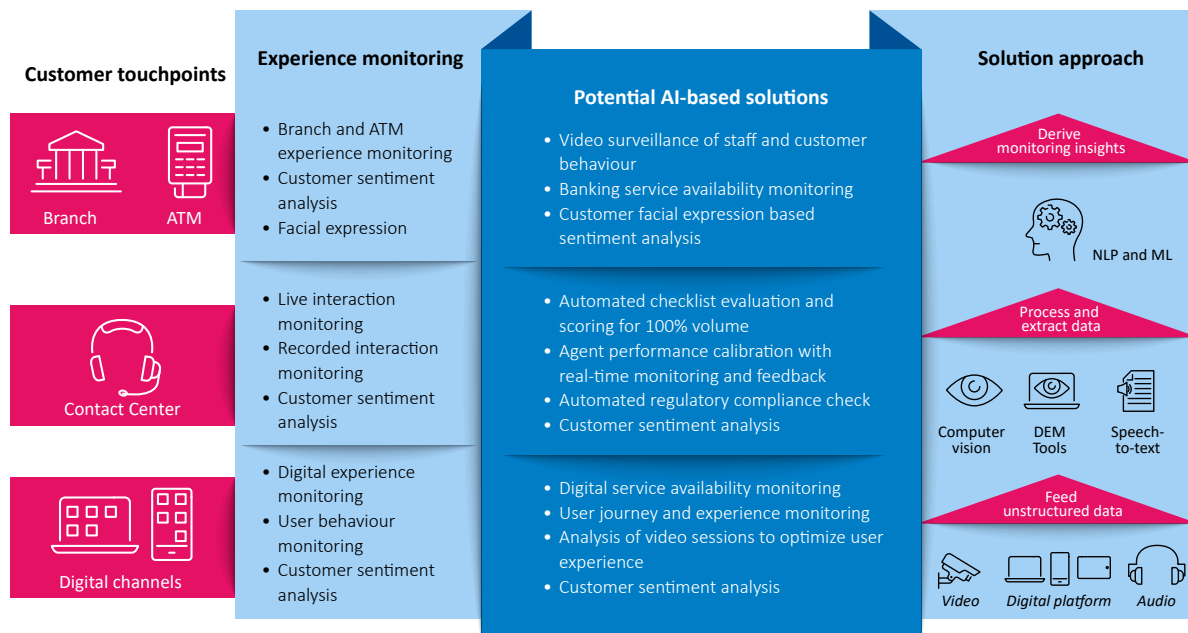 Customer touchpoints
Branch
ATM
Contact Center
Digital channels
Experience monitoring
• Branch and ATM
experience monitoring
• Customer sentiment
analysis
• Facial expression
• Live interaction
monitoring
• Recorded interaction
monitoring
• Customer sentiment
analysis
• Digital experience
monitoring
• User behaviour
monitoring
• Customer sentiment
analysis
Potential AI-based solutions
• Video surveillance of staff and customer
behaviour
• Banking service availability monitoring
• Customer facial expression based
sentiment analysis
• Automated checklist evaluation and
scoring for 100% volume
• Agent performance calibration with
real-time monitoring and feedback
• Automated regulatory compliance check
• Customer sentiment analysis
• Digital service availability monitoring
• User journey and experience monitoring
• Analysis of video sessions to optimize user
experience
• Customer sentiment analysis
Solution approach
Derive
monitoring insights
NLP and ML
Process and
extract data
Computer
vision
DEM
Tools
Speech-
to-text
Feed
unstructured data
Video
Digital platform
Audio